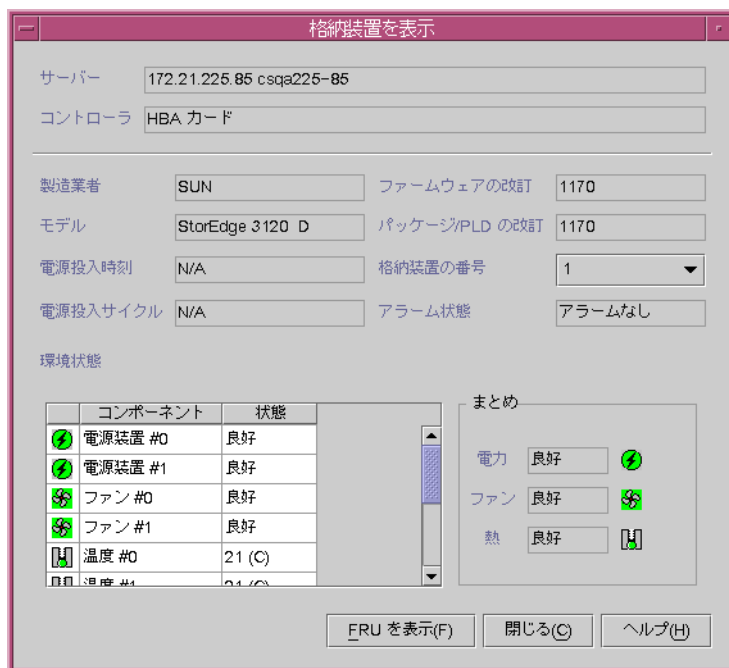 格納装置を表示
サーバー 172.21.225.85 csqa225-85
コントローラ HBA カード
製造業者 SUN ファームウェアの改訂 1170
モデル StorEdge 3120 D パッケージ/PLD の改訂 1170
電源投入時刻 N/A 格納装置の番号 1
電源投入サイクル N/A アラーム状態 アラームなし
環境状態
コンポーネント 状態
電源装置 #0 良好
電源装置 #1 良好
ファン #0 良好
ファン #1 良好
温度 #0 21 (C)
温度 #1 21 (C)
まとめ
電力 良好
ファン 良好
熱 良好
FRU を表示(F) 閉じる(C) ヘルプ(H)